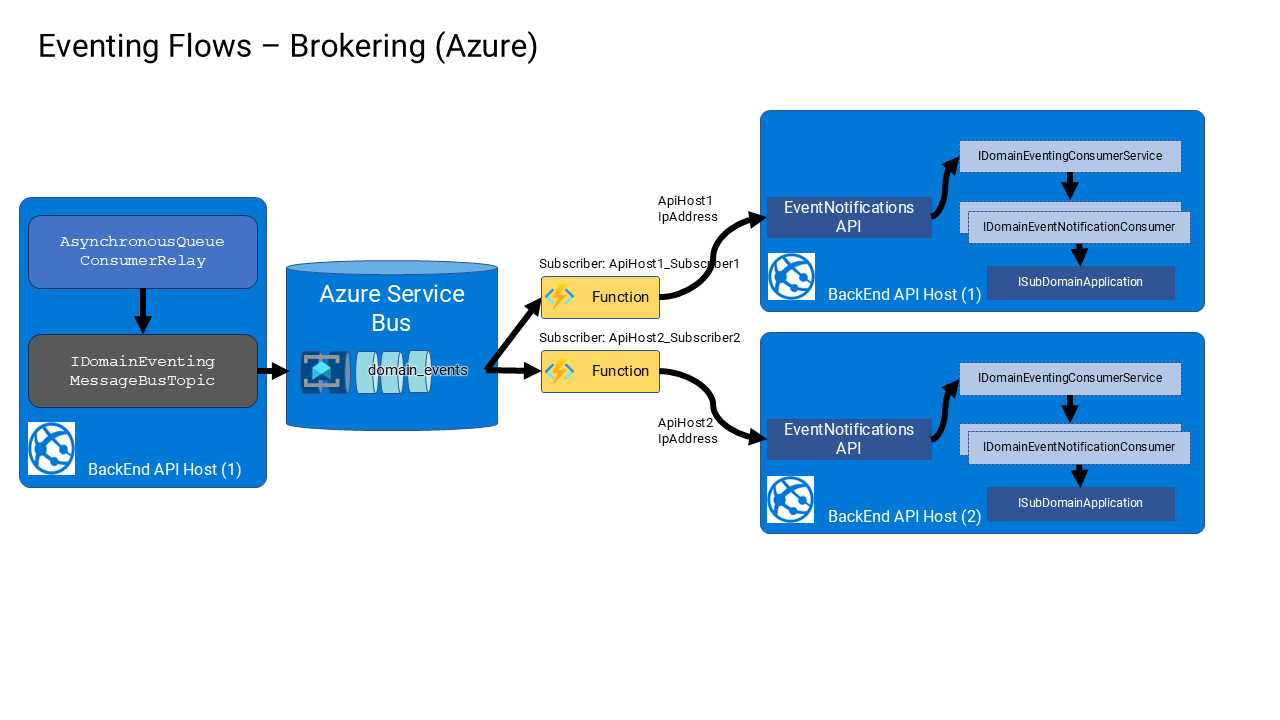 Eventing Flows – Brokering (Azure)
AsynchronousQueue
ConsumerRelay
IDomainEventing
MessageBusTopic
BackEnd API Host (1)
Azure Service
Bus
domain_events
Subscriber: ApiHost1_Subscriber1
Function
Subscriber: ApiHost2_Subscriber2
Function
ApiHost1
IpAddress
ApiHost2
IpAddress
EventNotifications
API
IDomainEventingConsumerService
IDomainEventNotificationConsumer
ISubDomainApplication
BackEnd API Host (1)
EventNotifications
API
IDomainEventingConsumerService
IDomainEventNotificationConsumer
ISubDomainApplication
BackEnd API Host (2)